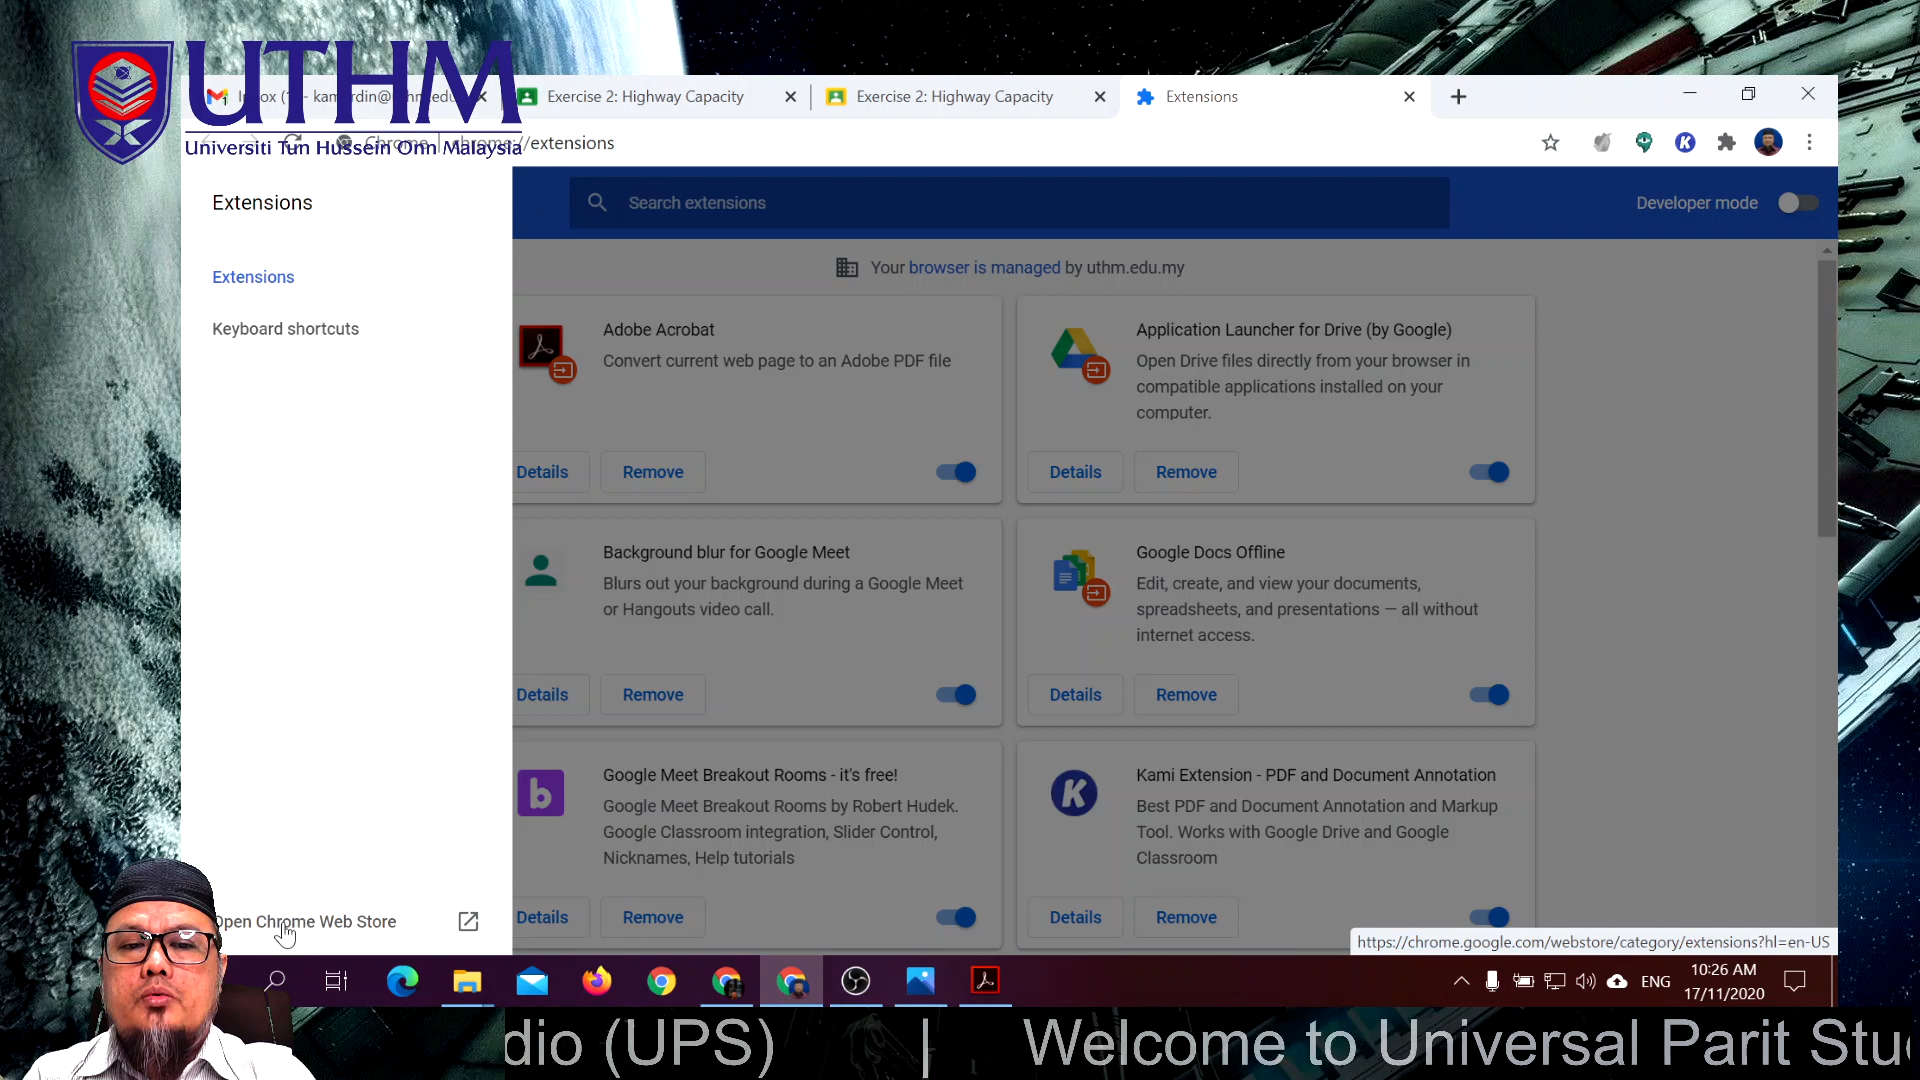 UTHM
Universiti Tun Hussein Onn Malaysia
Exercise 2: Highway Capacity
Exercise 2: Highway Capacity
Extensions
Chrome | chrome://extensions
Extensions
Search extensions
Developer mode
Extensions
Keyboard shortcuts
Your browser is managed by uthm.edu.my
Adobe Acrobat
Convert current web page to an Adobe PDF file
Details
Remove
Application Launcher for Drive (by Google)
Open Drive files directly from your browser in
compatible applications installed on your
computer.
Details
Remove
Background blur for Google Meet
Blurs out your background during a Google Meet
or Hangouts video call.
Details
Remove
Google Docs Offline
Edit, create, and view your documents,
spreadsheets, and presentations — all without
internet access.
Details
Remove
b
Google Meet Breakout Rooms - it's free!
Google Meet Breakout Rooms by Robert Hudek.
Google Classroom integration, Slider Control,
Nicknames, Help tutorials
Details
Remove
K
Kami Extension - PDF and Document Annotation
Best PDF and Document Annotation and Markup
Tool. Works with Google Drive and Google
Classroom
Details
Remove
Open Chrome Web Store
https://chrome.google.com/webstore/category/extensions?hl=en-US
ENG
10:26 AM
17/11/2020
dio (UPS) | Welcome to Universal Parit Stu